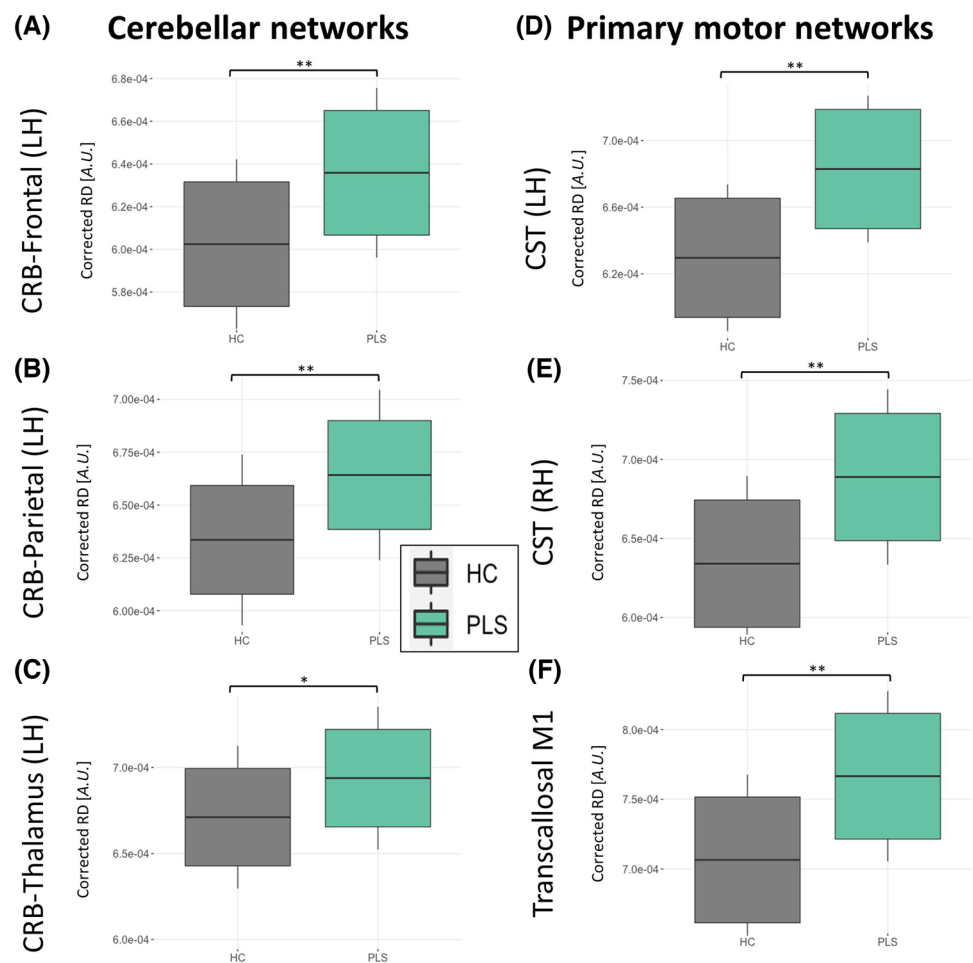 (A) Cerebellar networks
CRB-Frontal (LH)
Corrected RD [A.U.]
**
6.8e-04
6.6e-04
6.4e-04
6.2e-04
6.0e-04
5.8e-04
HC PLS
(B)
CRB-Parietal (LH)
Corrected RD [A.U.]
**
7.00e-04
6.75e-04
6.50e-04
6.25e-04
6.00e-04
HC PLS
(C)
CRB-Thalamus (LH)
Corrected RD [A.U.]
*
7.0e-04
6.5e-04
6.0e-04
HC PLS
HC
PLS
(D) Primary motor networks
CST (LH)
Corrected RD [A.U.]
**
7.0e-04
6.6e-04
6.2e-04
HC PLS
(E)
CST (RH)
Corrected RD [A.U.]
**
7.5e-04
7.0e-04
6.5e-04
6.0e-04
HC PLS
(F)
Transcallosal M1
Corrected RD [A.U.]
**
8.0e-04
7.5e-04
7.0e-04
HC PLS